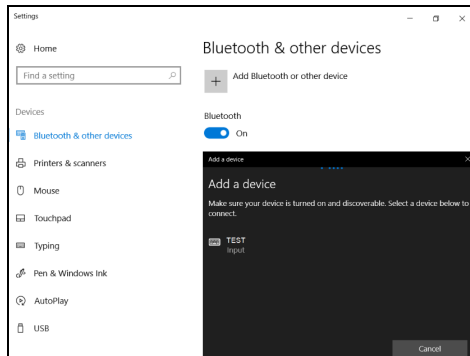 Settings
Home
Find a setting
Devices
Bluetooth & other devices
Printers & scanners
Mouse
Touchpad
Typing
Pen & Windows Ink
AutoPlay
USB
Bluetooth & other devices
Add Bluetooth or other device
Bluetooth
On
Add a device
Add a device
Make sure your device is turned on and discoverable. Select a device below to
connect.
TEST
Input
Cancel